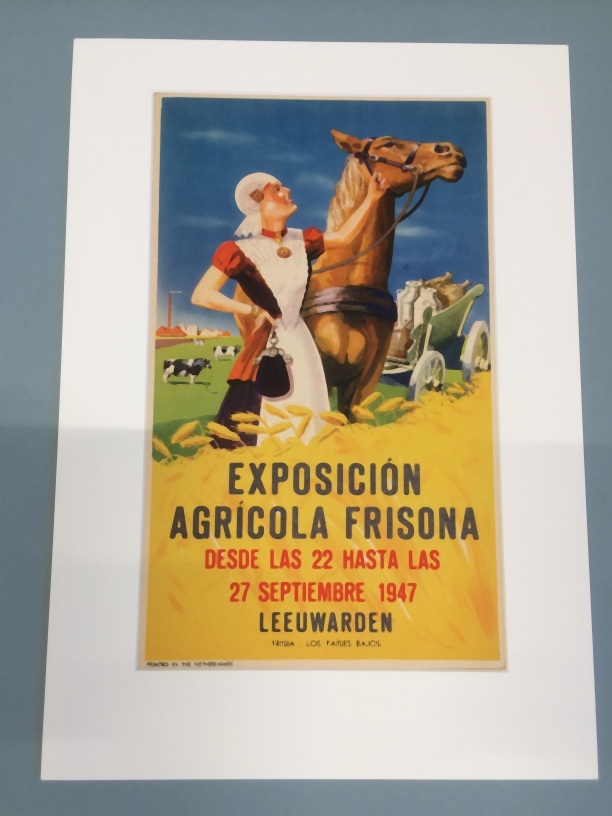 EXPOSICIÓN
AGRÍCOLA FRISONA
DESDE LAS 22 HASTA LAS
27 SEPTIEMBRE 1947
LEEUWARDEN
FRISIA - LOS PAÍSES BAJOS
PRINTED IN THE NETHERLANDS